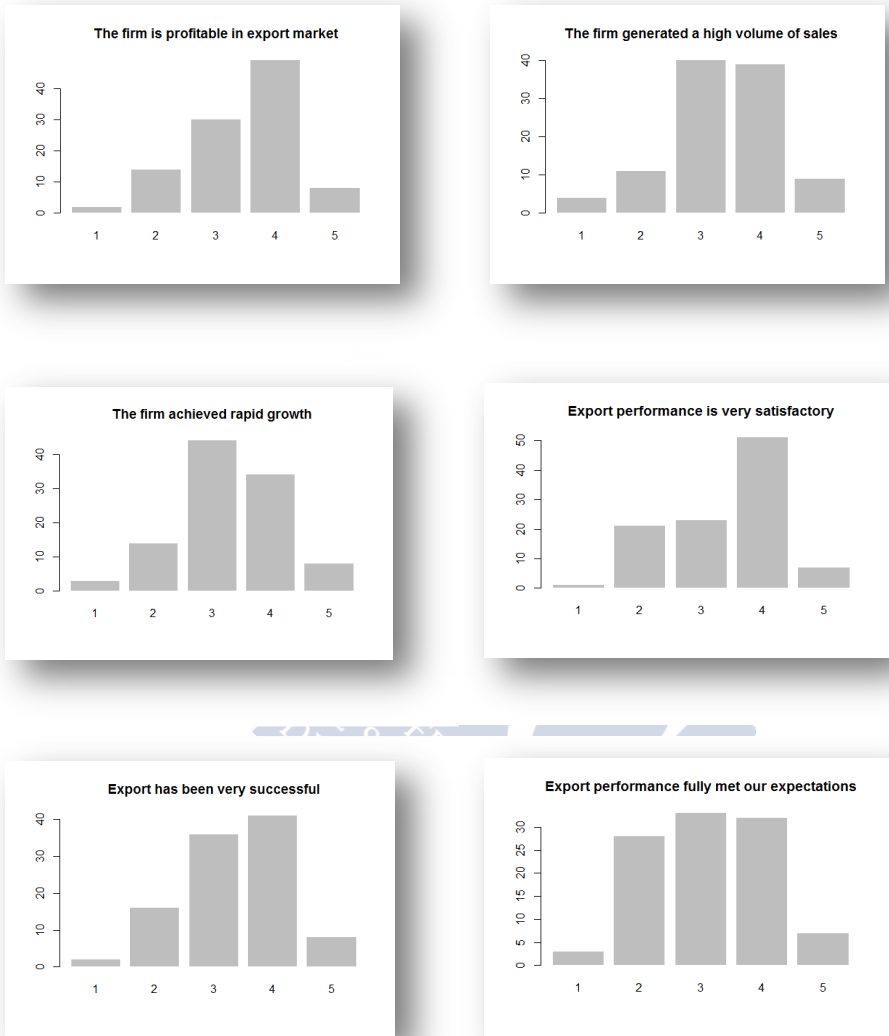 The firm is profitable in export market
40
30
20
10
0
1 2 3 4 5
The firm generated a high volume of sales
40
30
20
10
0
1 2 3 4 5
The firm achieved rapid growth
40
30
20
10
0
1 2 3 4 5
Export performance is very satisfactory
50
40
30
20
10
0
1 2 3 4 5
Export has been very successful
40
30
20
10
0
1 2 3 4 5
Export performance fully met our expectations
30
25
20
15
10
5
0
1 2 3 4 5